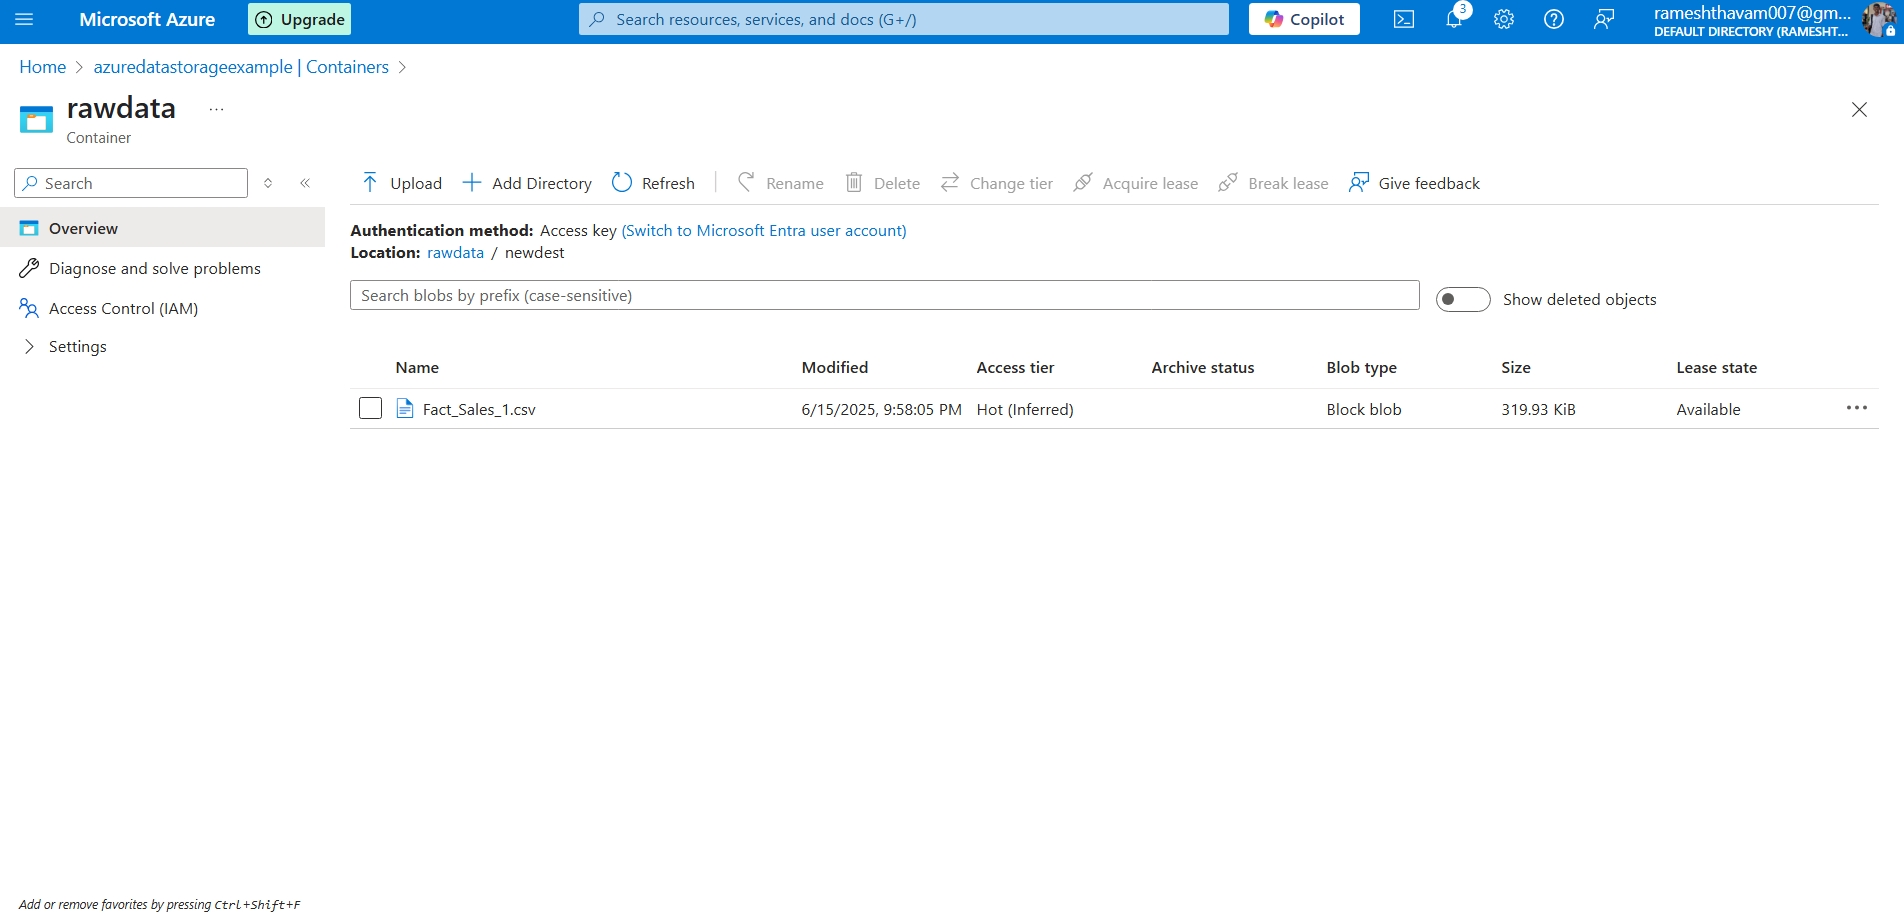 Microsoft Azure Upgrade Search resources, services, and docs (G+/) Copilot 3 rameshthavam007@gm...
DEFAULT DIRECTORY (RAMESHT...
Home > azuredatastorageexample | Containers >
rawdata ...
Container
Search
Upload Add Directory Refresh Rename Delete Change tier Acquire lease Break lease Give feedback
Overview
Diagnose and solve problems
Access Control (IAM)
Settings
Authentication method: Access key (Switch to Microsoft Entra user account)
Location: rawdata / newdest
Search blobs by prefix (case-sensitive) Show deleted objects
Name Modified Access tier Archive status Blob type Size Lease state
Fact_Sales_1.csv 6/15/2025, 9:58:05 PM Hot (Inferred) Block blob 319.93 KiB Available ...
Add or remove favorites by pressing Ctrl+Shift+F